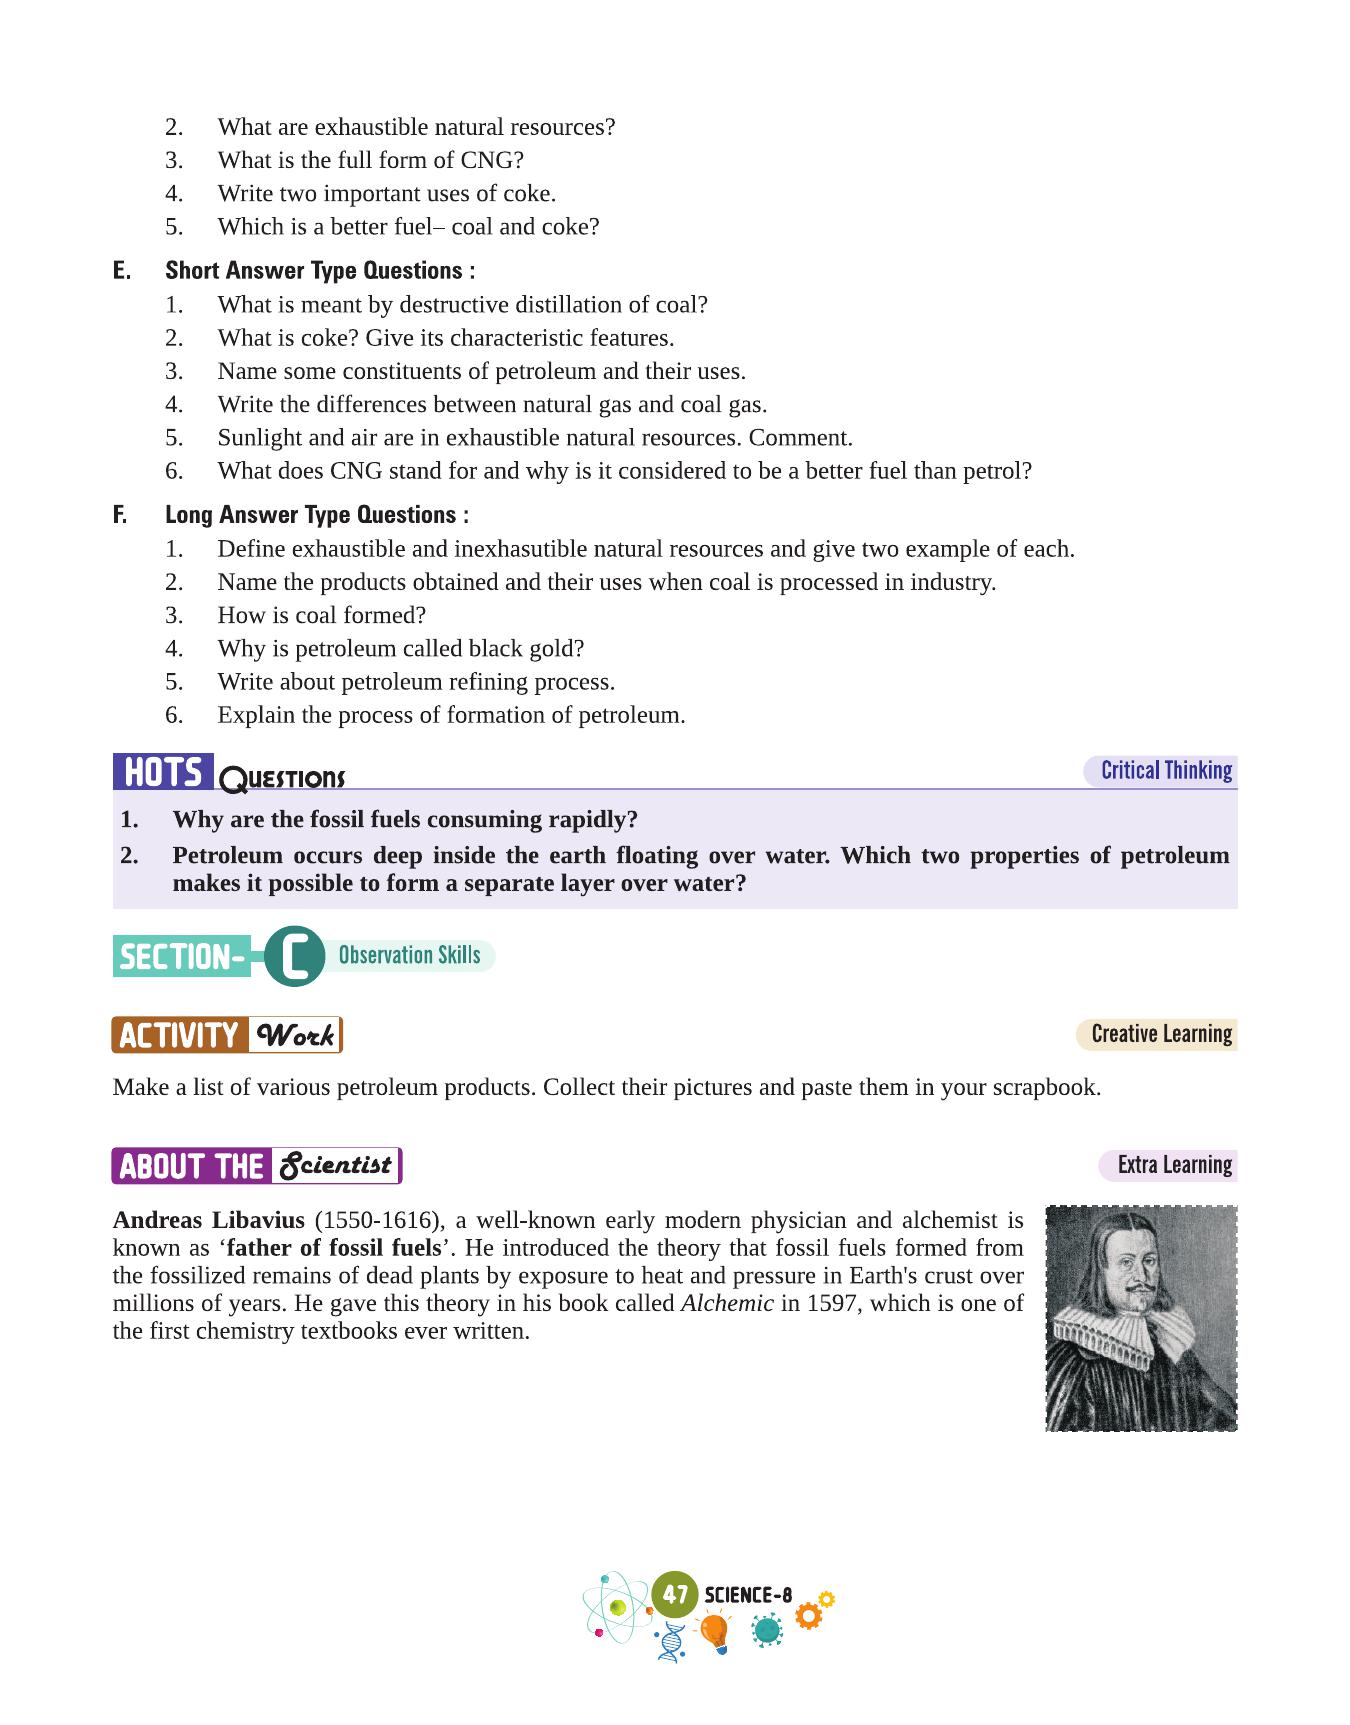 2. What are exhaustible natural resources?
3. What is the full form of CNG?
4. Write two important uses of coke.
5. Which is a better fuel– coal and coke?
E. Short Answer Type Questions :
1. What is meant by destructive distillation of coal?
2. What is coke? Give its characteristic features.
3. Name some constituents of petroleum and their uses.
4. Write the differences between natural gas and coal gas.
5. Sunlight and air are in exhaustible natural resources. Comment.
6. What does CNG stand for and why is it considered to be a better fuel than petrol?
F. Long Answer Type Questions :
1. Define exhaustible and inexhasutible natural resources and give two example of each.
2. Name the products obtained and their uses when coal is processed in industry.
3. How is coal formed?
4. Why is petroleum called black gold?
5. Write about petroleum refining process.
6. Explain the process of formation of petroleum.
HOTS Questions Critical Thinking
1. Why are the fossil fuels consuming rapidly?
2. Petroleum occurs deep inside the earth floating over water. Which two properties of petroleum
makes it possible to form a separate layer over water?
SECTION- C Observation Skills
ACTIVITY Work Creative Learning
Make a list of various petroleum products. Collect their pictures and paste them in your scrapbook.
ABOUT THE Scientist Extra Learning
Andreas Libavius (1550-1616), a well-known early modern physician and alchemist is
known as ‘father of fossil fuels’. He introduced the theory that fossil fuels formed from
the fossilized remains of dead plants by exposure to heat and pressure in Earth's crust over
millions of years. He gave this theory in his book called Alchemic in 1597, which is one of
the first chemistry textbooks ever written.
47 SCIENCE-8